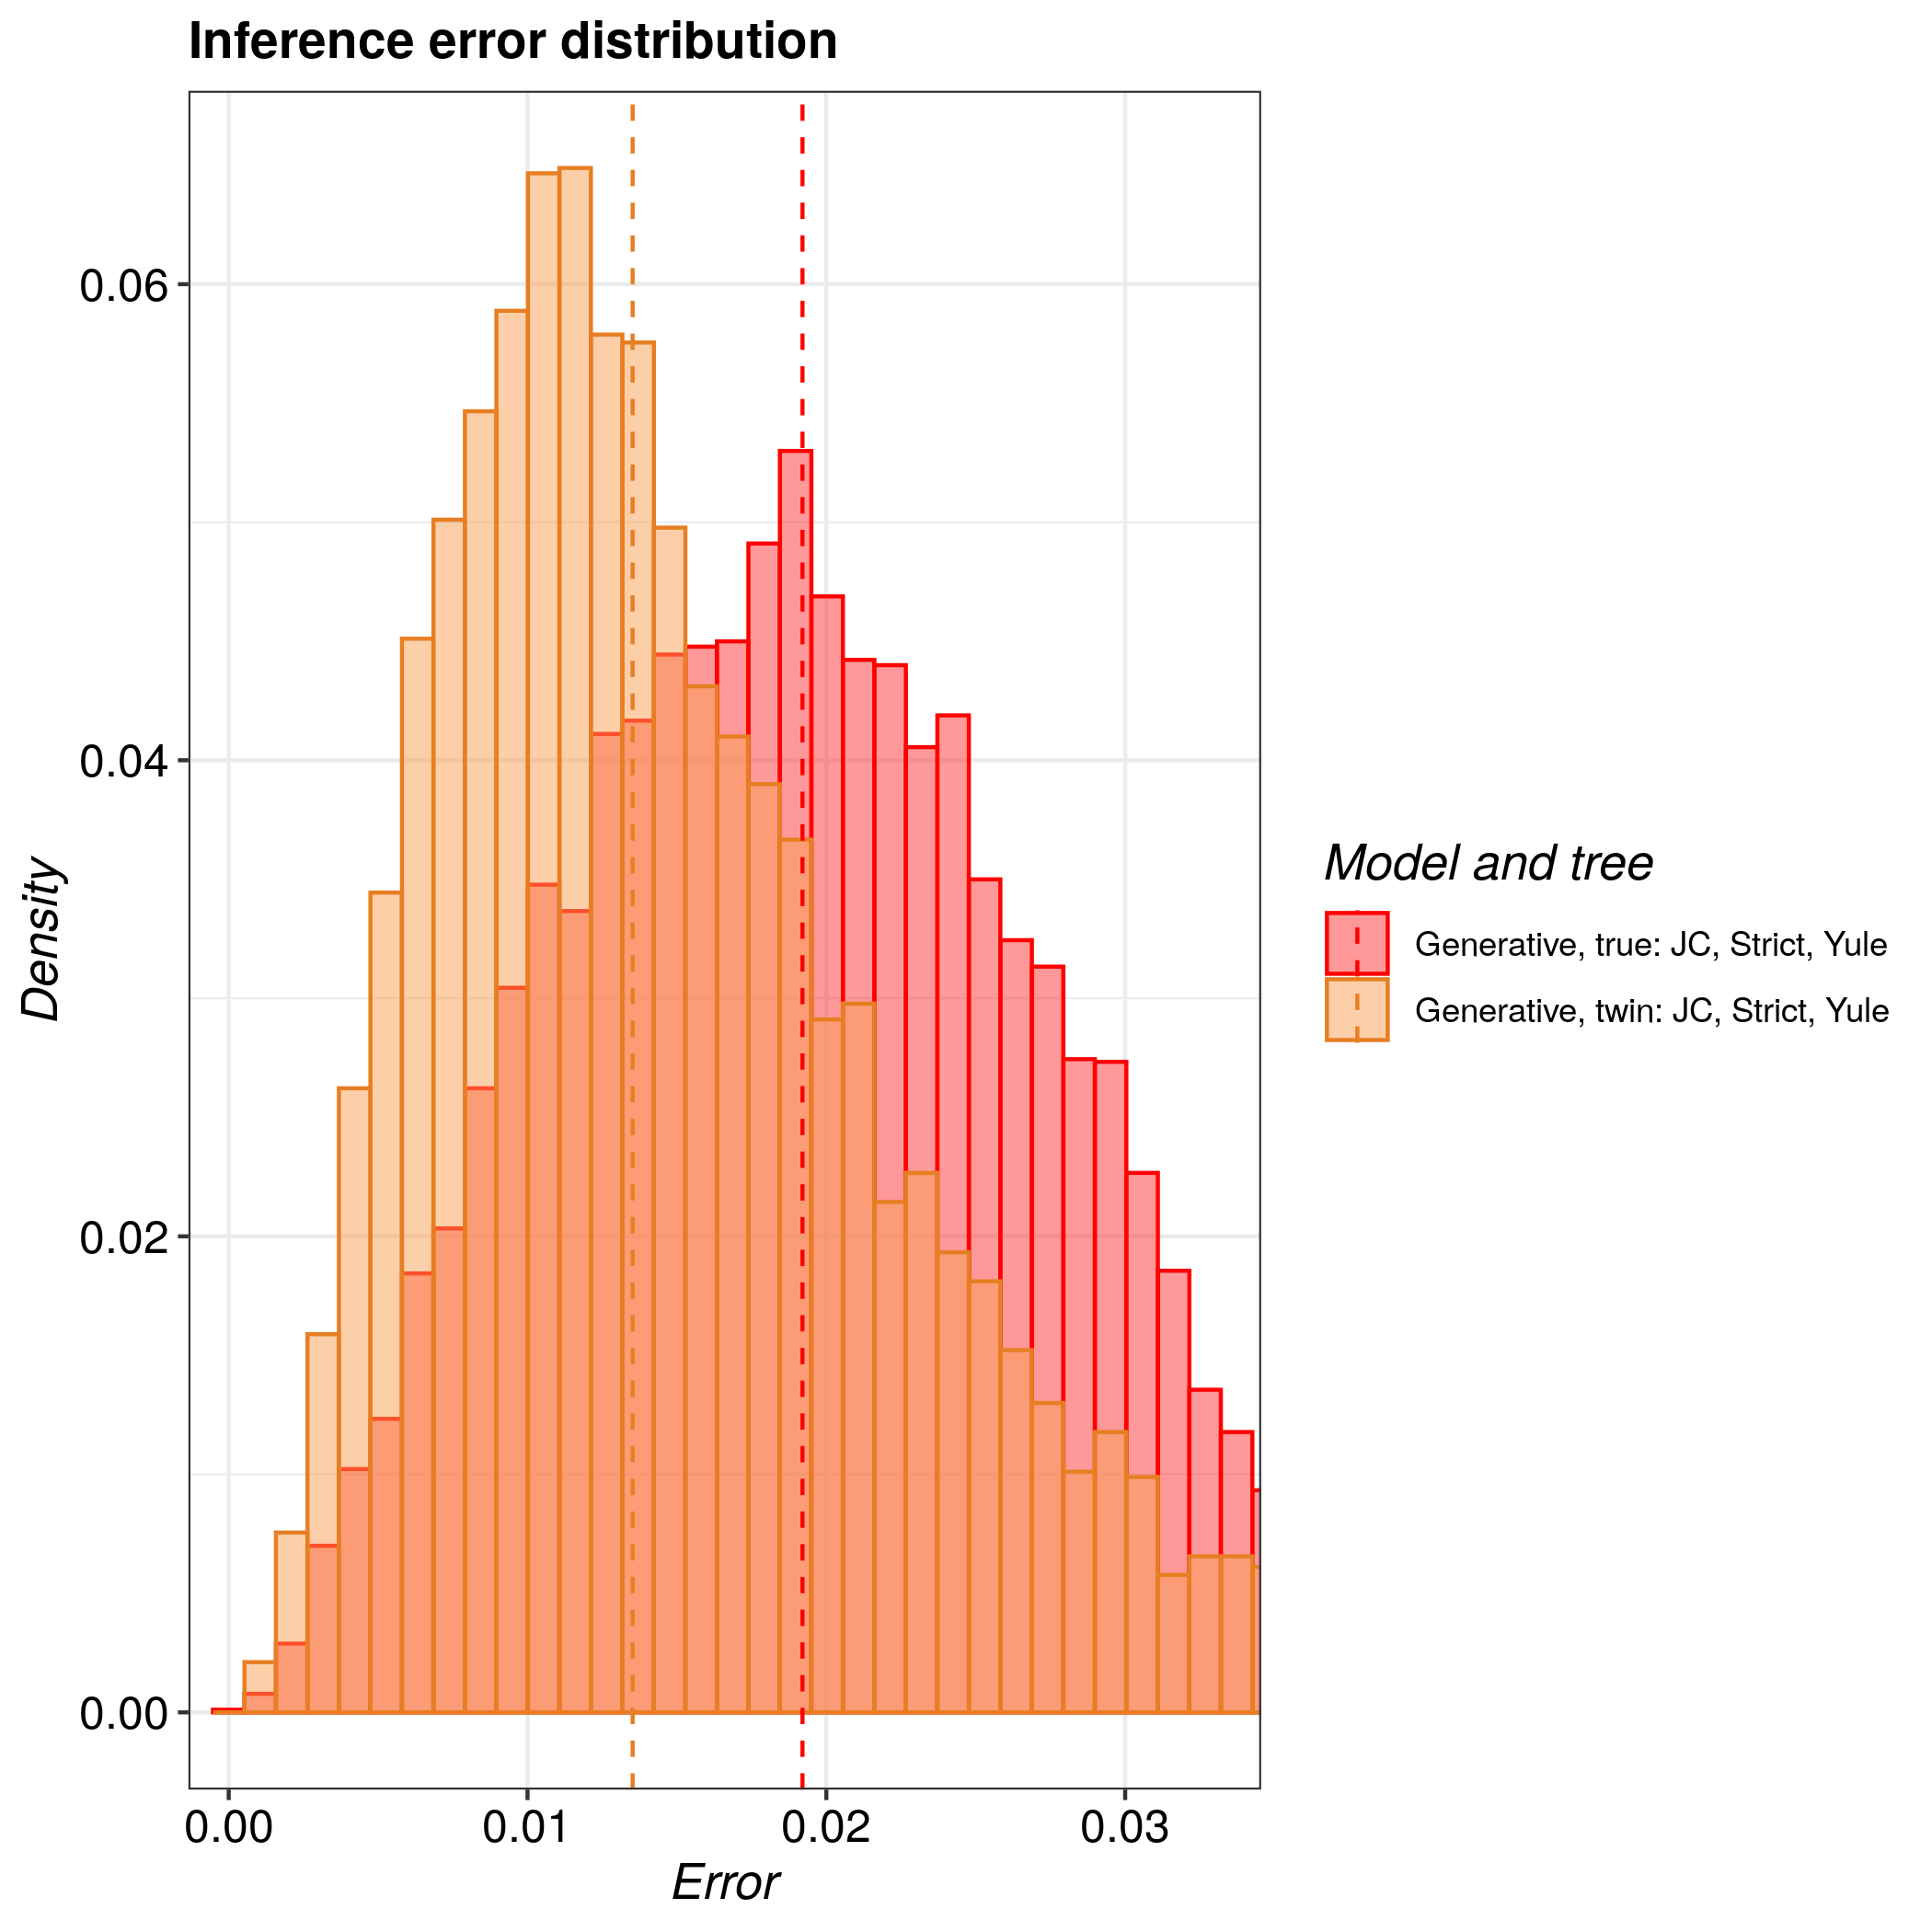 Inference error distribution
0.06
0.04
0.02
0.00
Density
0.00 0.01 0.02 0.03
Error
Model and tree
Generative, true: JC, Strict, Yule
Generative, twin: JC, Strict, Yule